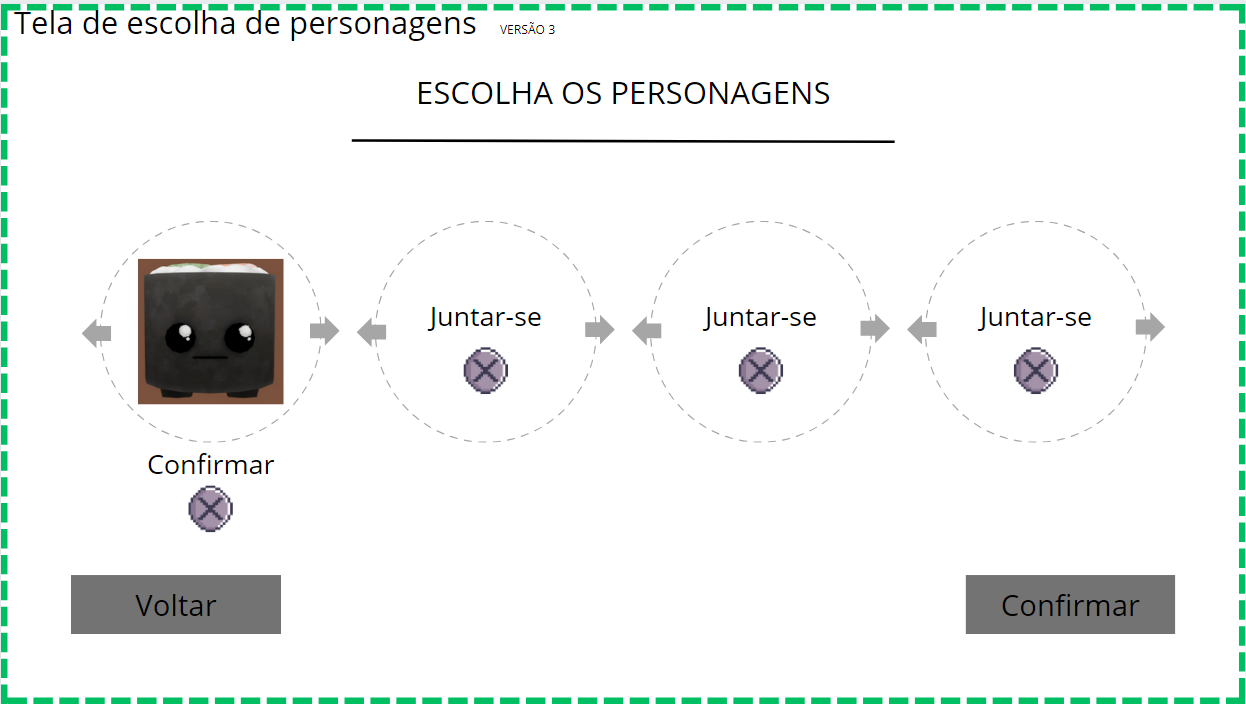 Tela de escolha de personagens VERSÃO 3
ESCOLHA OS PERSONAGENS
Juntar-se Juntar-se Juntar-se
Confirmar
Voltar Confirmar